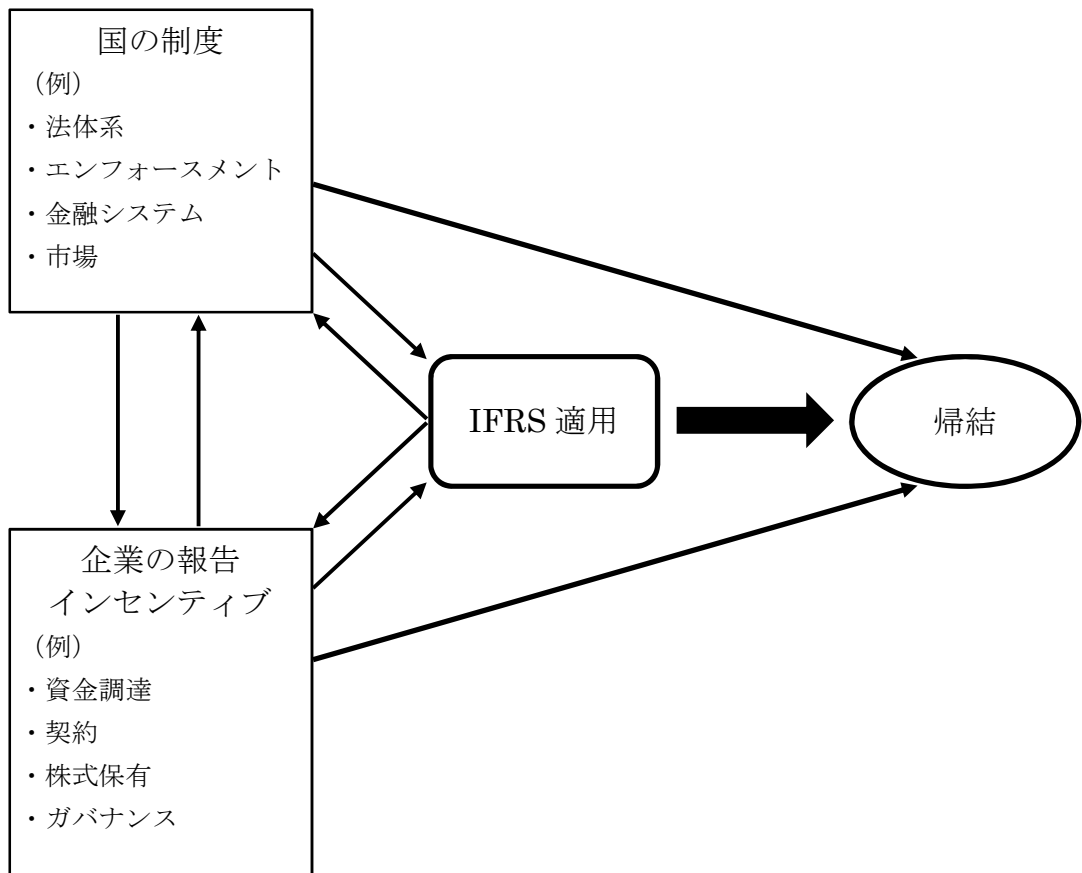 国の制度
（例）
・法体系
・エンフォースメント
・金融システム
・市場
IFRS 適用
帰結
企業の報告
インセンティブ
（例）
・資金調達
・契約
・株式保有
・ガバナンス